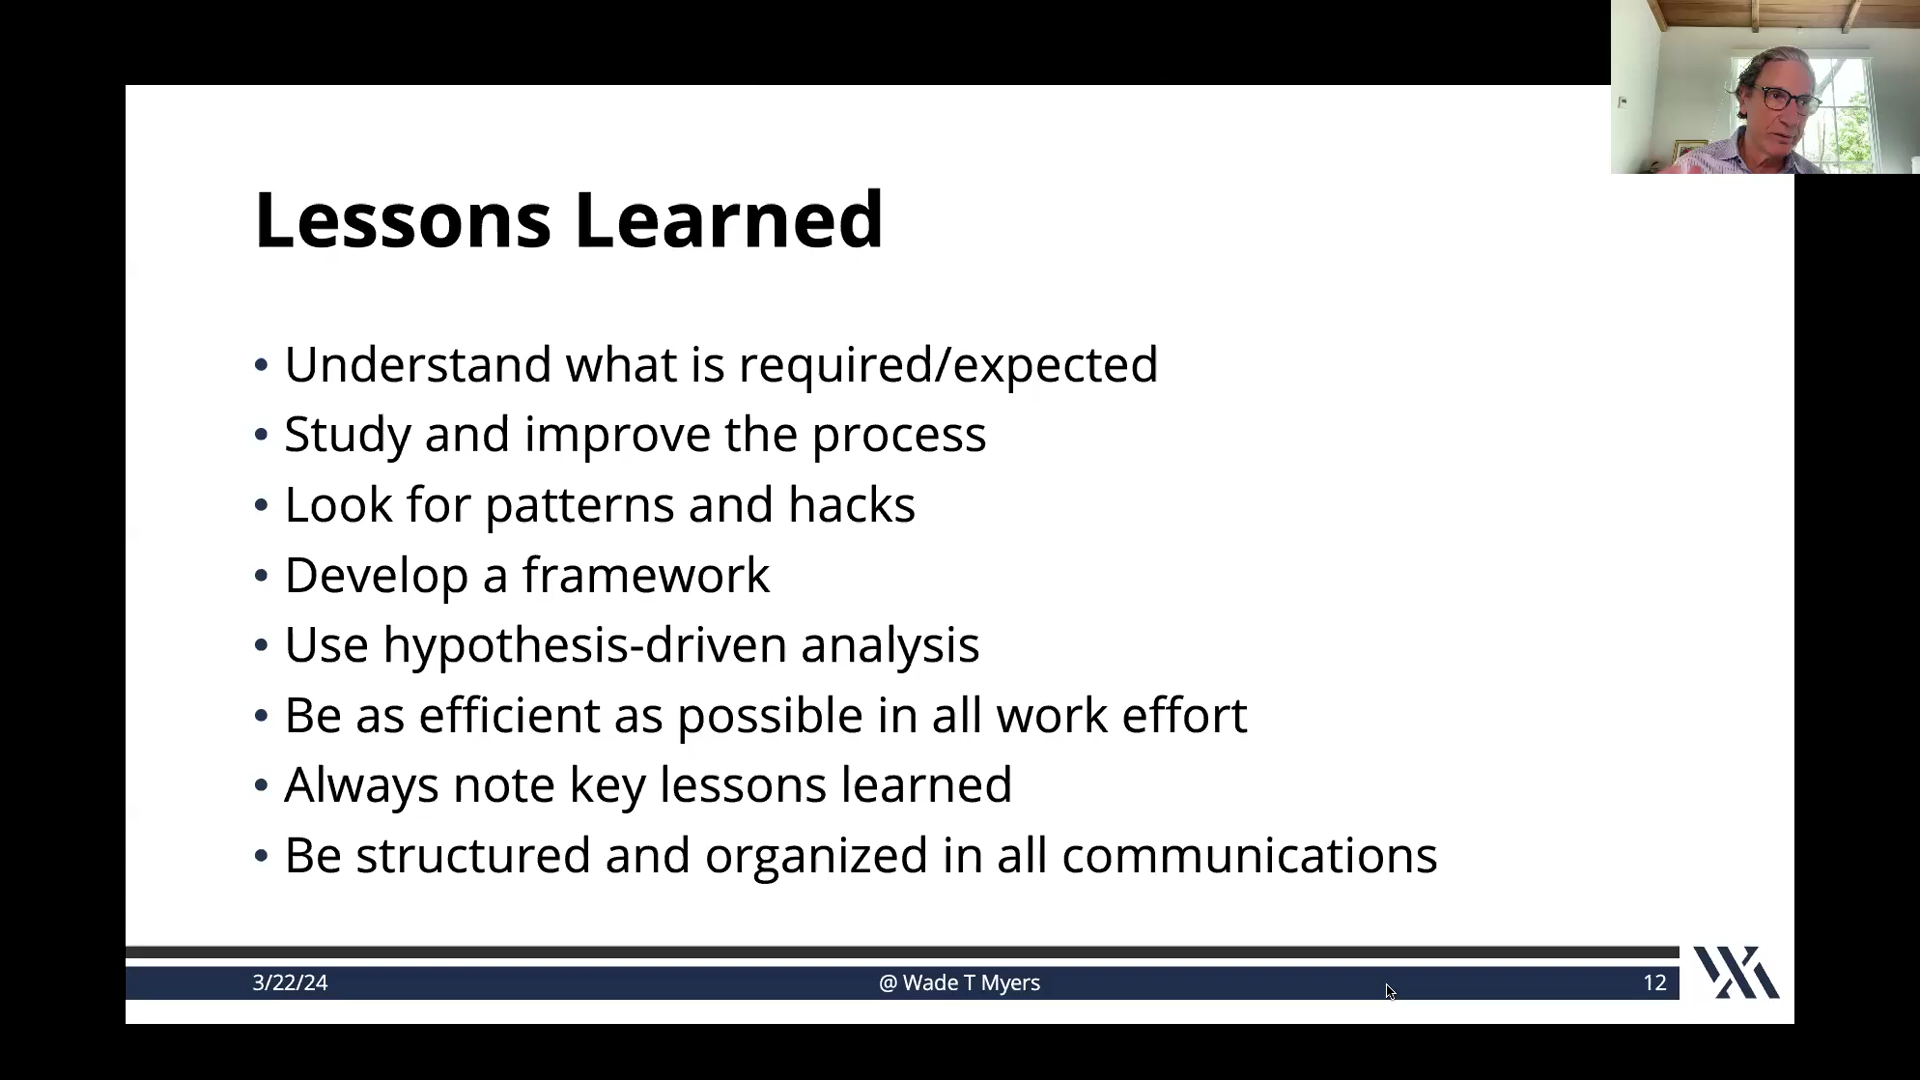 Lessons Learned
• Understand what is required/expected
• Study and improve the process
• Look for patterns and hacks
• Develop a framework
• Use hypothesis-driven analysis
• Be as efficient as possible in all work effort
• Always note key lessons learned
• Be structured and organized in all communications
3/22/24
@ Wade T Myers
12